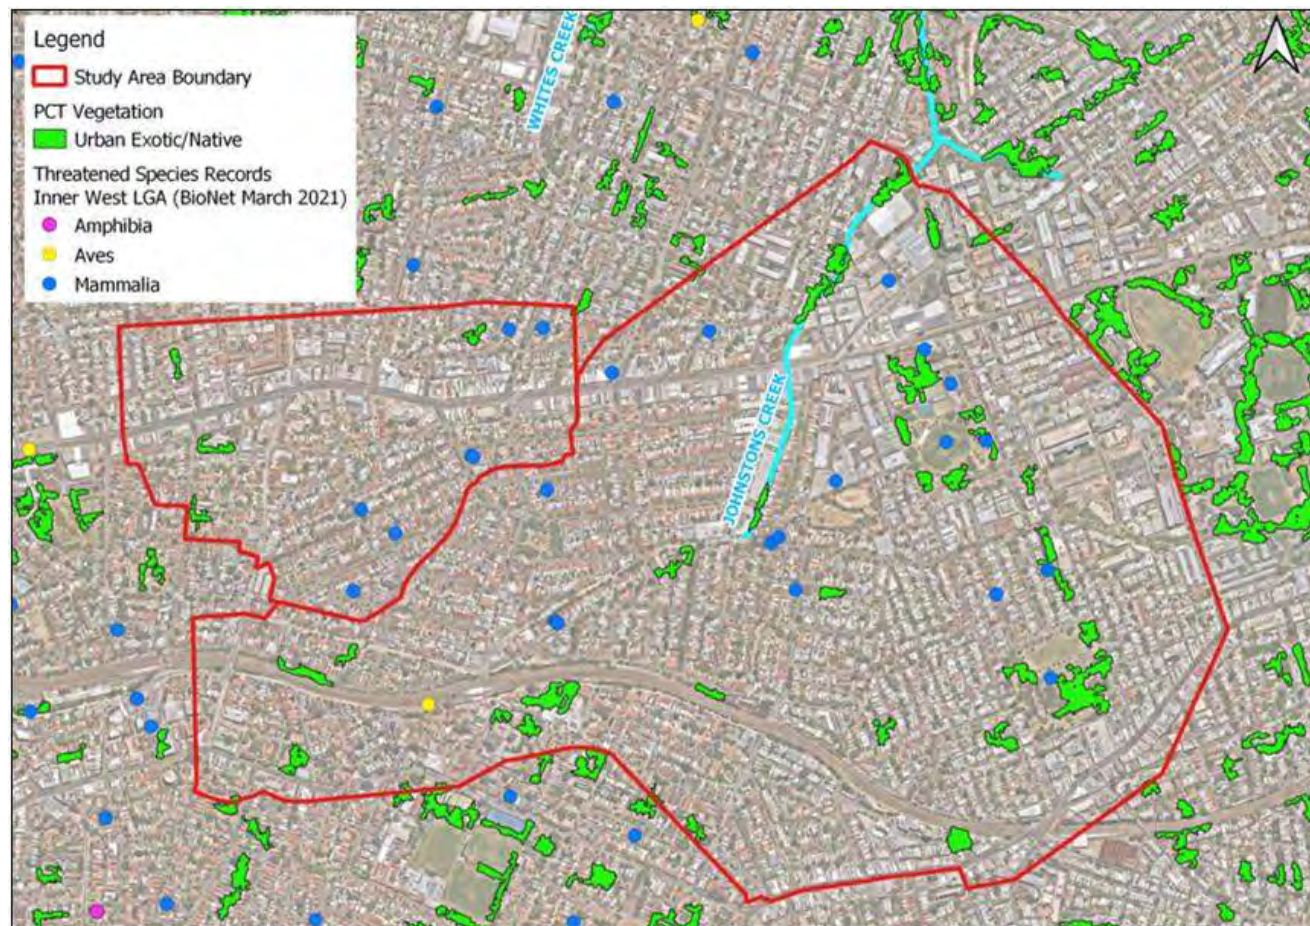 Legend
Study Area Boundary
PCT Vegetation
Urban Exotic/Native
Threatened Species Records
Inner West LGA (BioNet March 2021)
Amphibia
Aves
Mammalia
WHITES CREEK
JOHNSTONS CREEK